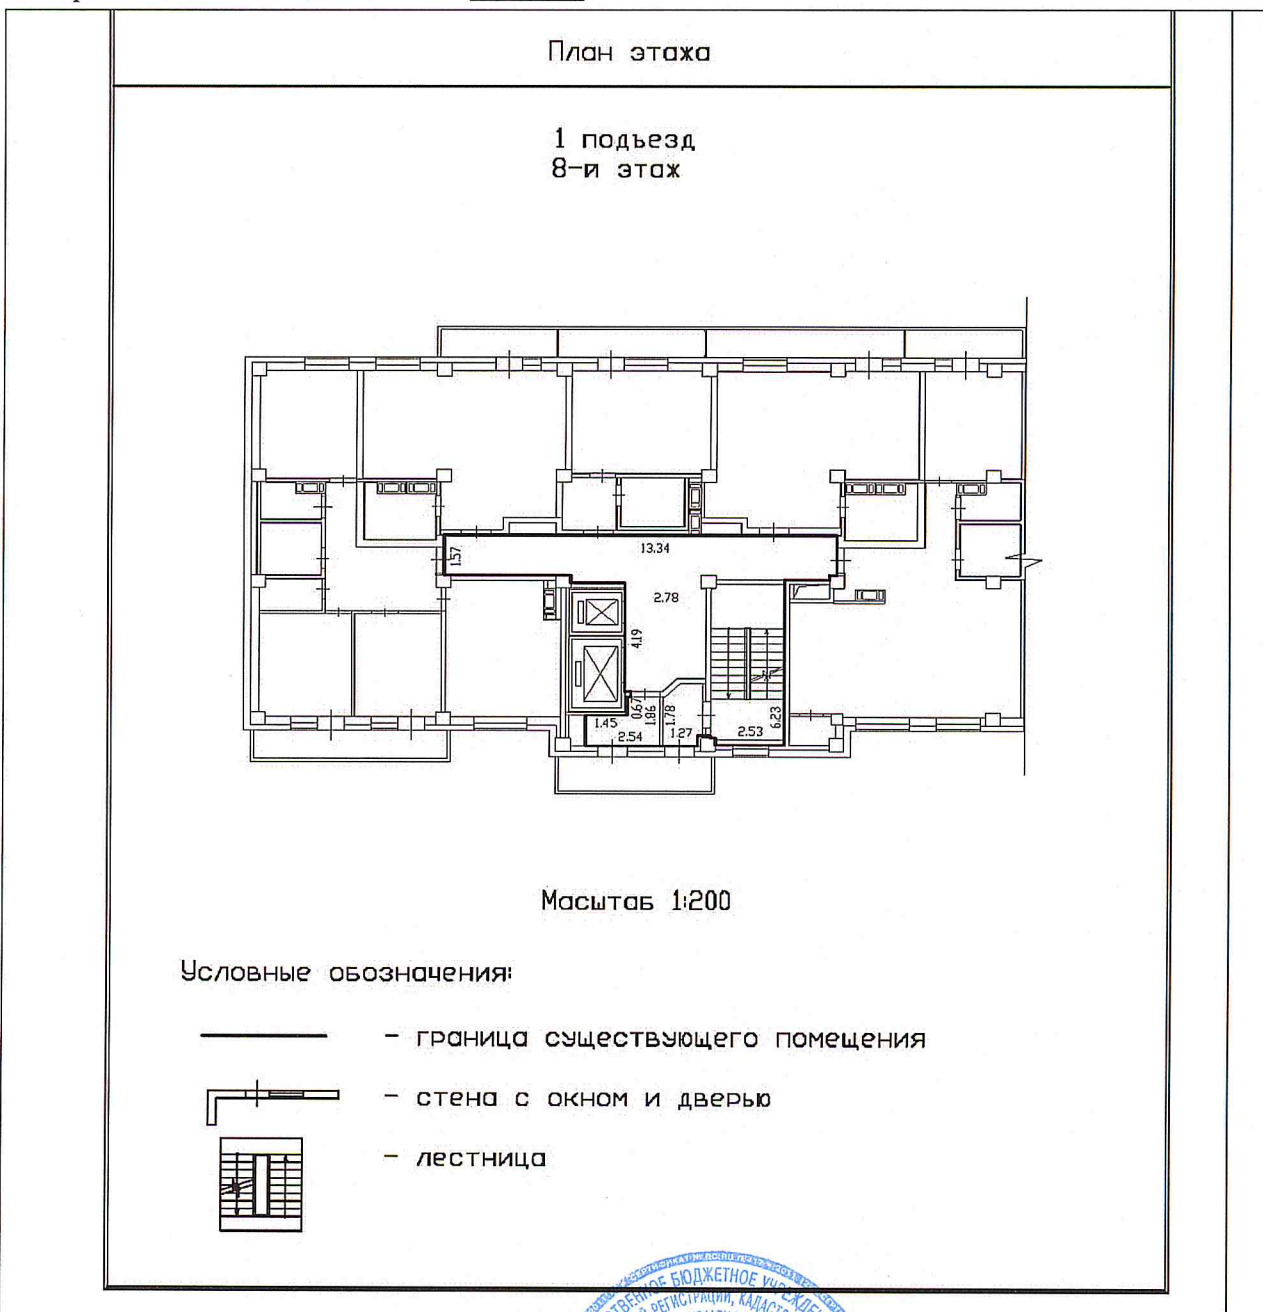 План этажа
1 подъезд
8-и этаж
13.34
1.57
2.78
4.19
0.67
1.86
1.78
1.45
2.54
1.27
2.53
6.23
Масштаб 1:200
Условные обозначения:
- граница существующего помещения
- стена с окном и дверью
- лестница
БЮДЖЕТНОЕ
РЕГИСТРАЦИИ,